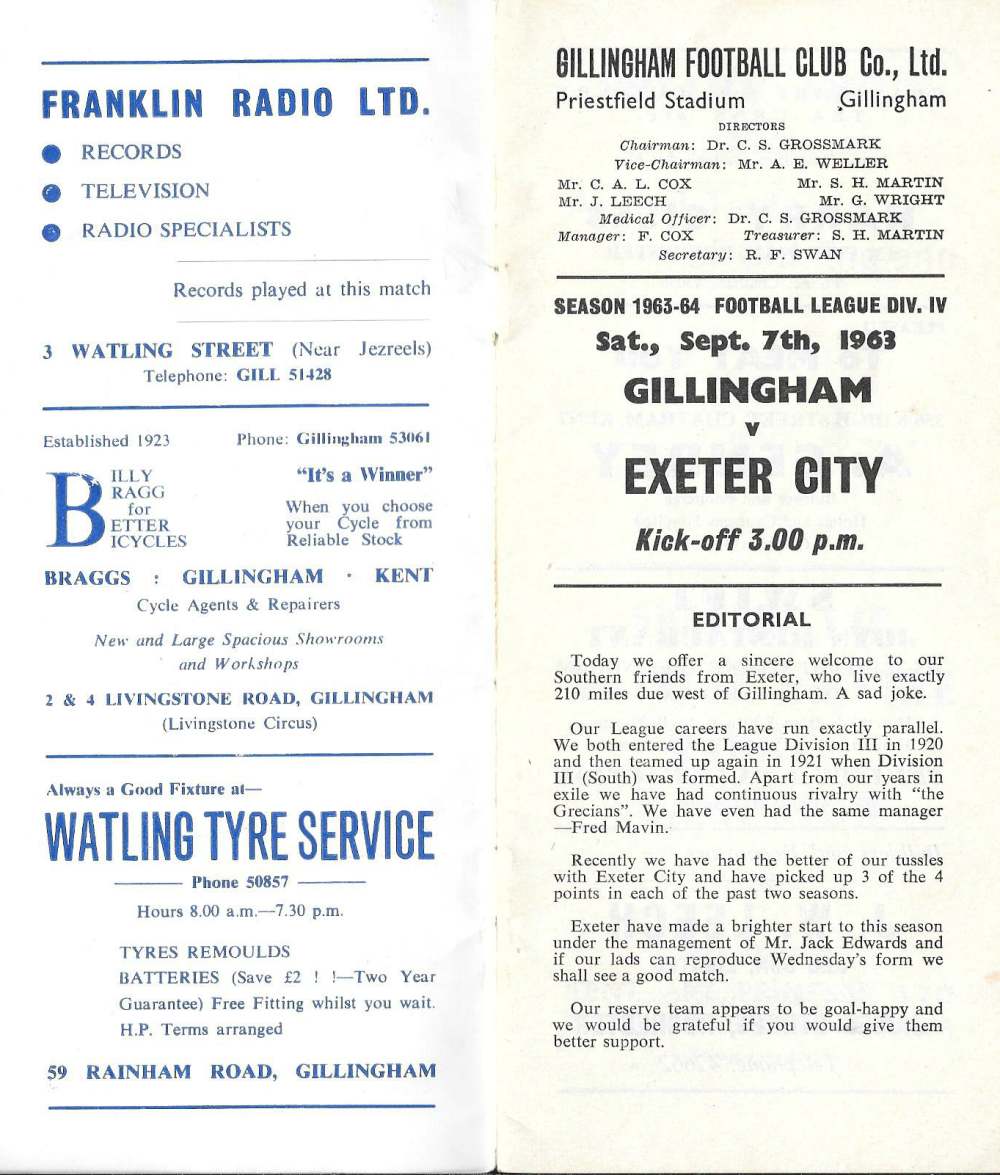 FRANKLIN RADIO LTD.
● RECORDS
● TELEVISION
● RADIO SPECIALISTS
Records played at this match
3 WATLING STREET (Near Jezreels)
Telephone: GILL 51428
Established 1923 Phone: Gillingham 53061
BILLY
RAGG
for
ETTER
ICYCLES
"It's a Winner"
When you choose
your Cycle from
Reliable Stock
BRAGGS : GILLINGHAM · KENT
Cycle Agents & Repairers
New and Large Spacious Showrooms
and Workshops
2 & 4 LIVINGSTONE ROAD, GILLINGHAM
(Livingstone Circus)
Always a Good Fixture at—
WATLING TYRE SERVICE
Phone 50857
Hours 8.00 a.m.—7.30 p.m.
TYRES REMOULDS
BATTERIES (Save £2 ! !—Two Year
Guarantee) Free Fitting whilst you wait.
H.P. Terms arranged
59 RAINHAM ROAD, GILLINGHAM
GILLINGHAM FOOTBALL CLUB Co., Ltd.
Priestfield Stadium Gillingham
DIRECTORS
Chairman: Dr. C. S. GROSSMARK
Vice-Chairman: Mr. A. E. WELLER
Mr. C. A. L. COX Mr. S. H. MARTIN
Mr. J. LEECH Mr. G. WRIGHT
Medical Officer: Dr. C. S. GROSSMARK
Manager: F. COX Treasurer: S. H. MARTIN
Secretary: R. F. SWAN
SEASON 1963-64 FOOTBALL LEAGUE DIV. IV
Sat., Sept. 7th, 1963
GILLINGHAM
v
EXETER CITY
Kick-off 3.00 p.m.
EDITORIAL
Today we offer a sincere welcome to our
Southern friends from Exeter, who live exactly
210 miles due west of Gillingham. A sad joke.
Our League careers have run exactly parallel.
We both entered the League Division III in 1920
and then teamed up again in 1921 when Division
III (South) was formed. Apart from our years in
exile we have had continuous rivalry with "the
Grecians". We have even had the same manager
—Fred Mavin.
Recently we have had the better of our tussles
with Exeter City and have picked up 3 of the 4
points in each of the past two seasons.
Exeter have made a brighter start to this season
under the management of Mr. Jack Edwards and
if our lads can reproduce Wednesday's form we
shall see a good match.
Our reserve team appears to be goal-happy and
we would be grateful if you would give them
better support.